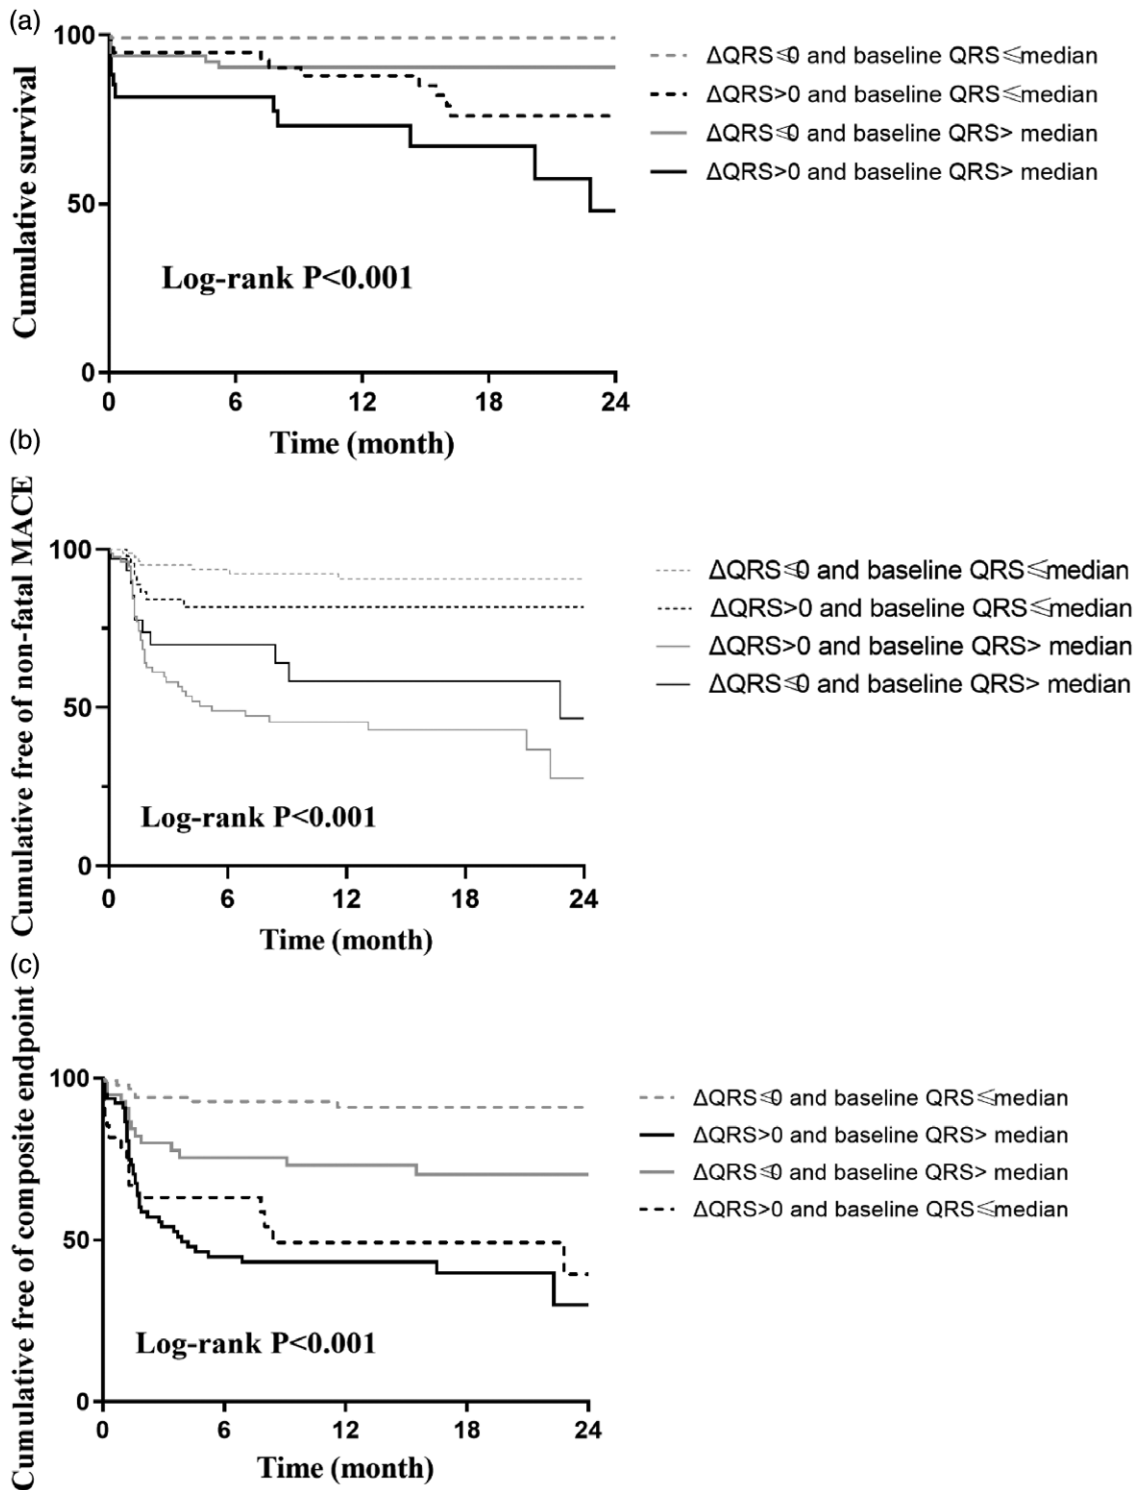 (a)
100
50
0
0 6 12 18 24
Cumulative survival
Time (month)
Log-rank P<0.001
ΔQRS≤0 and baseline QRS≤median
ΔQRS>0 and baseline QRS≤median
ΔQRS≤0 and baseline QRS> median
ΔQRS>0 and baseline QRS> median
(b)
100
50
0
0 6 12 18 24
Cumulative free of non-fatal MACE
Time (month)
Log-rank P<0.001
ΔQRS≤0 and baseline QRS≤median
ΔQRS>0 and baseline QRS≤median
ΔQRS>0 and baseline QRS> median
ΔQRS≤0 and baseline QRS> median
(c)
100
50
0
0 6 12 18 24
Cumulative free of composite endpoint
Time (month)
Log-rank P<0.001
ΔQRS≤0 and baseline QRS≤median
ΔQRS>0 and baseline QRS> median
ΔQRS≤0 and baseline QRS> median
ΔQRS>0 and baseline QRS≤median